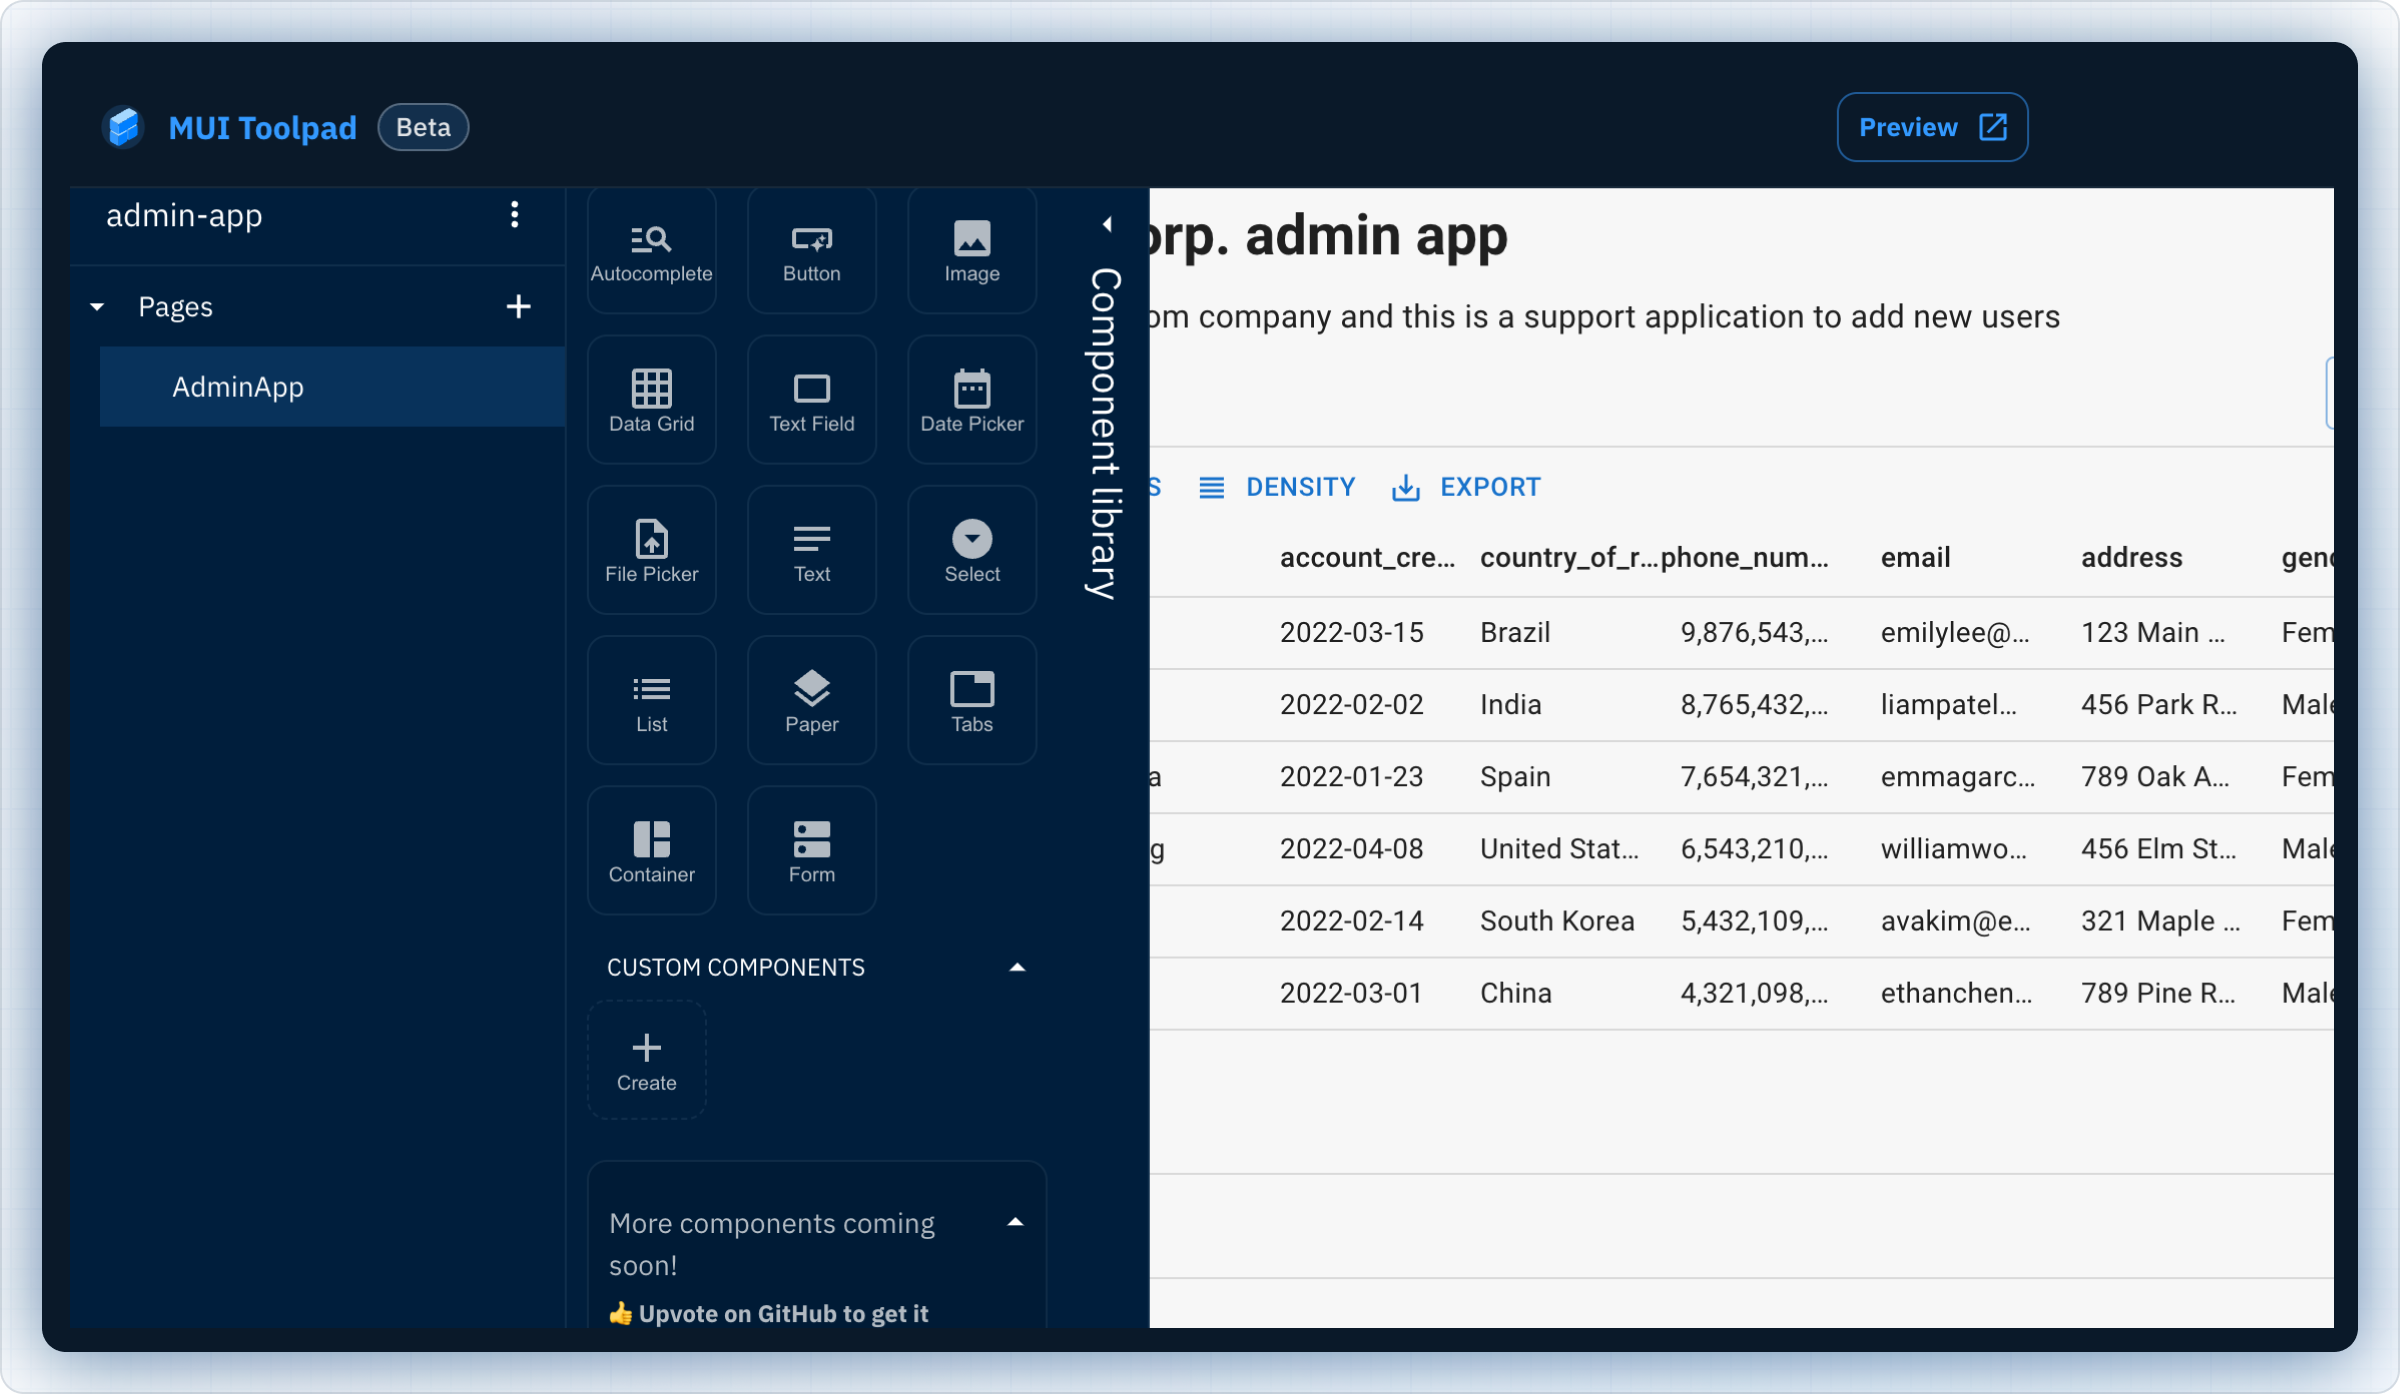 MUI Toolpad Beta
Preview
admin-app
Pages
AdminApp
Autocomplete
Button
Image
Data Grid
Text Field
Date Picker
File Picker
Text
Select
List
Paper
Tabs
Container
Form
CUSTOM COMPONENTS
Create
More components coming
soon!
👍 Upvote on GitHub to get it
Component library
orp. admin app
om company and this is a support application to add new users
S DENSITY EXPORT
account_cre... country_of_r... phone_num... email address gend
2022-03-15 Brazil 9,876,543,... emilylee@... 123 Main ... Fem
2022-02-02 India 8,765,432,... liampatel... 456 Park R... Male
a 2022-01-23 Spain 7,654,321,... emmagarc... 789 Oak A... Fem
g 2022-04-08 United Stat... 6,543,210,... williamwo... 456 Elm St... Male
2022-02-14 South Korea 5,432,109,... avakim@e... 321 Maple ... Fem
2022-03-01 China 4,321,098,... ethanchen... 789 Pine R... Male